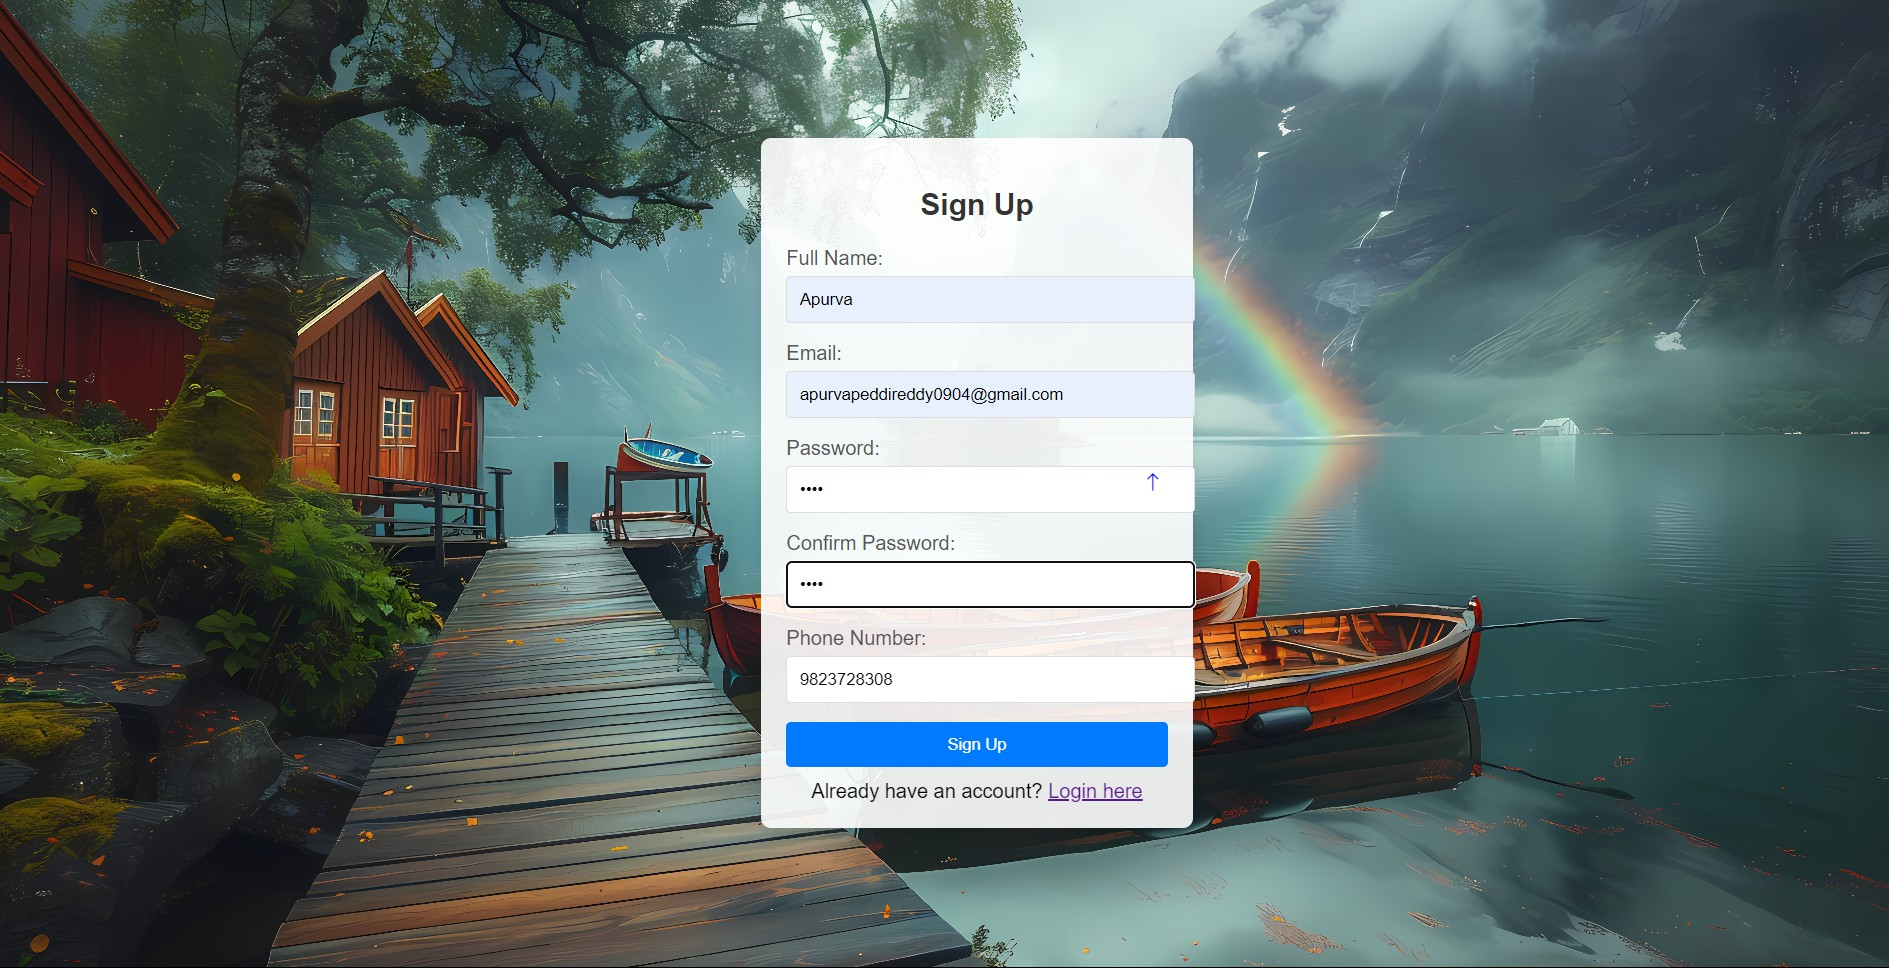 Sign Up
Full Name:
Apurva
Email:
apurvapeddireddy0904@gmail.com
Password:
••••
Confirm Password:
••••
Phone Number:
9823728308
Sign Up
Already have an account? Login here